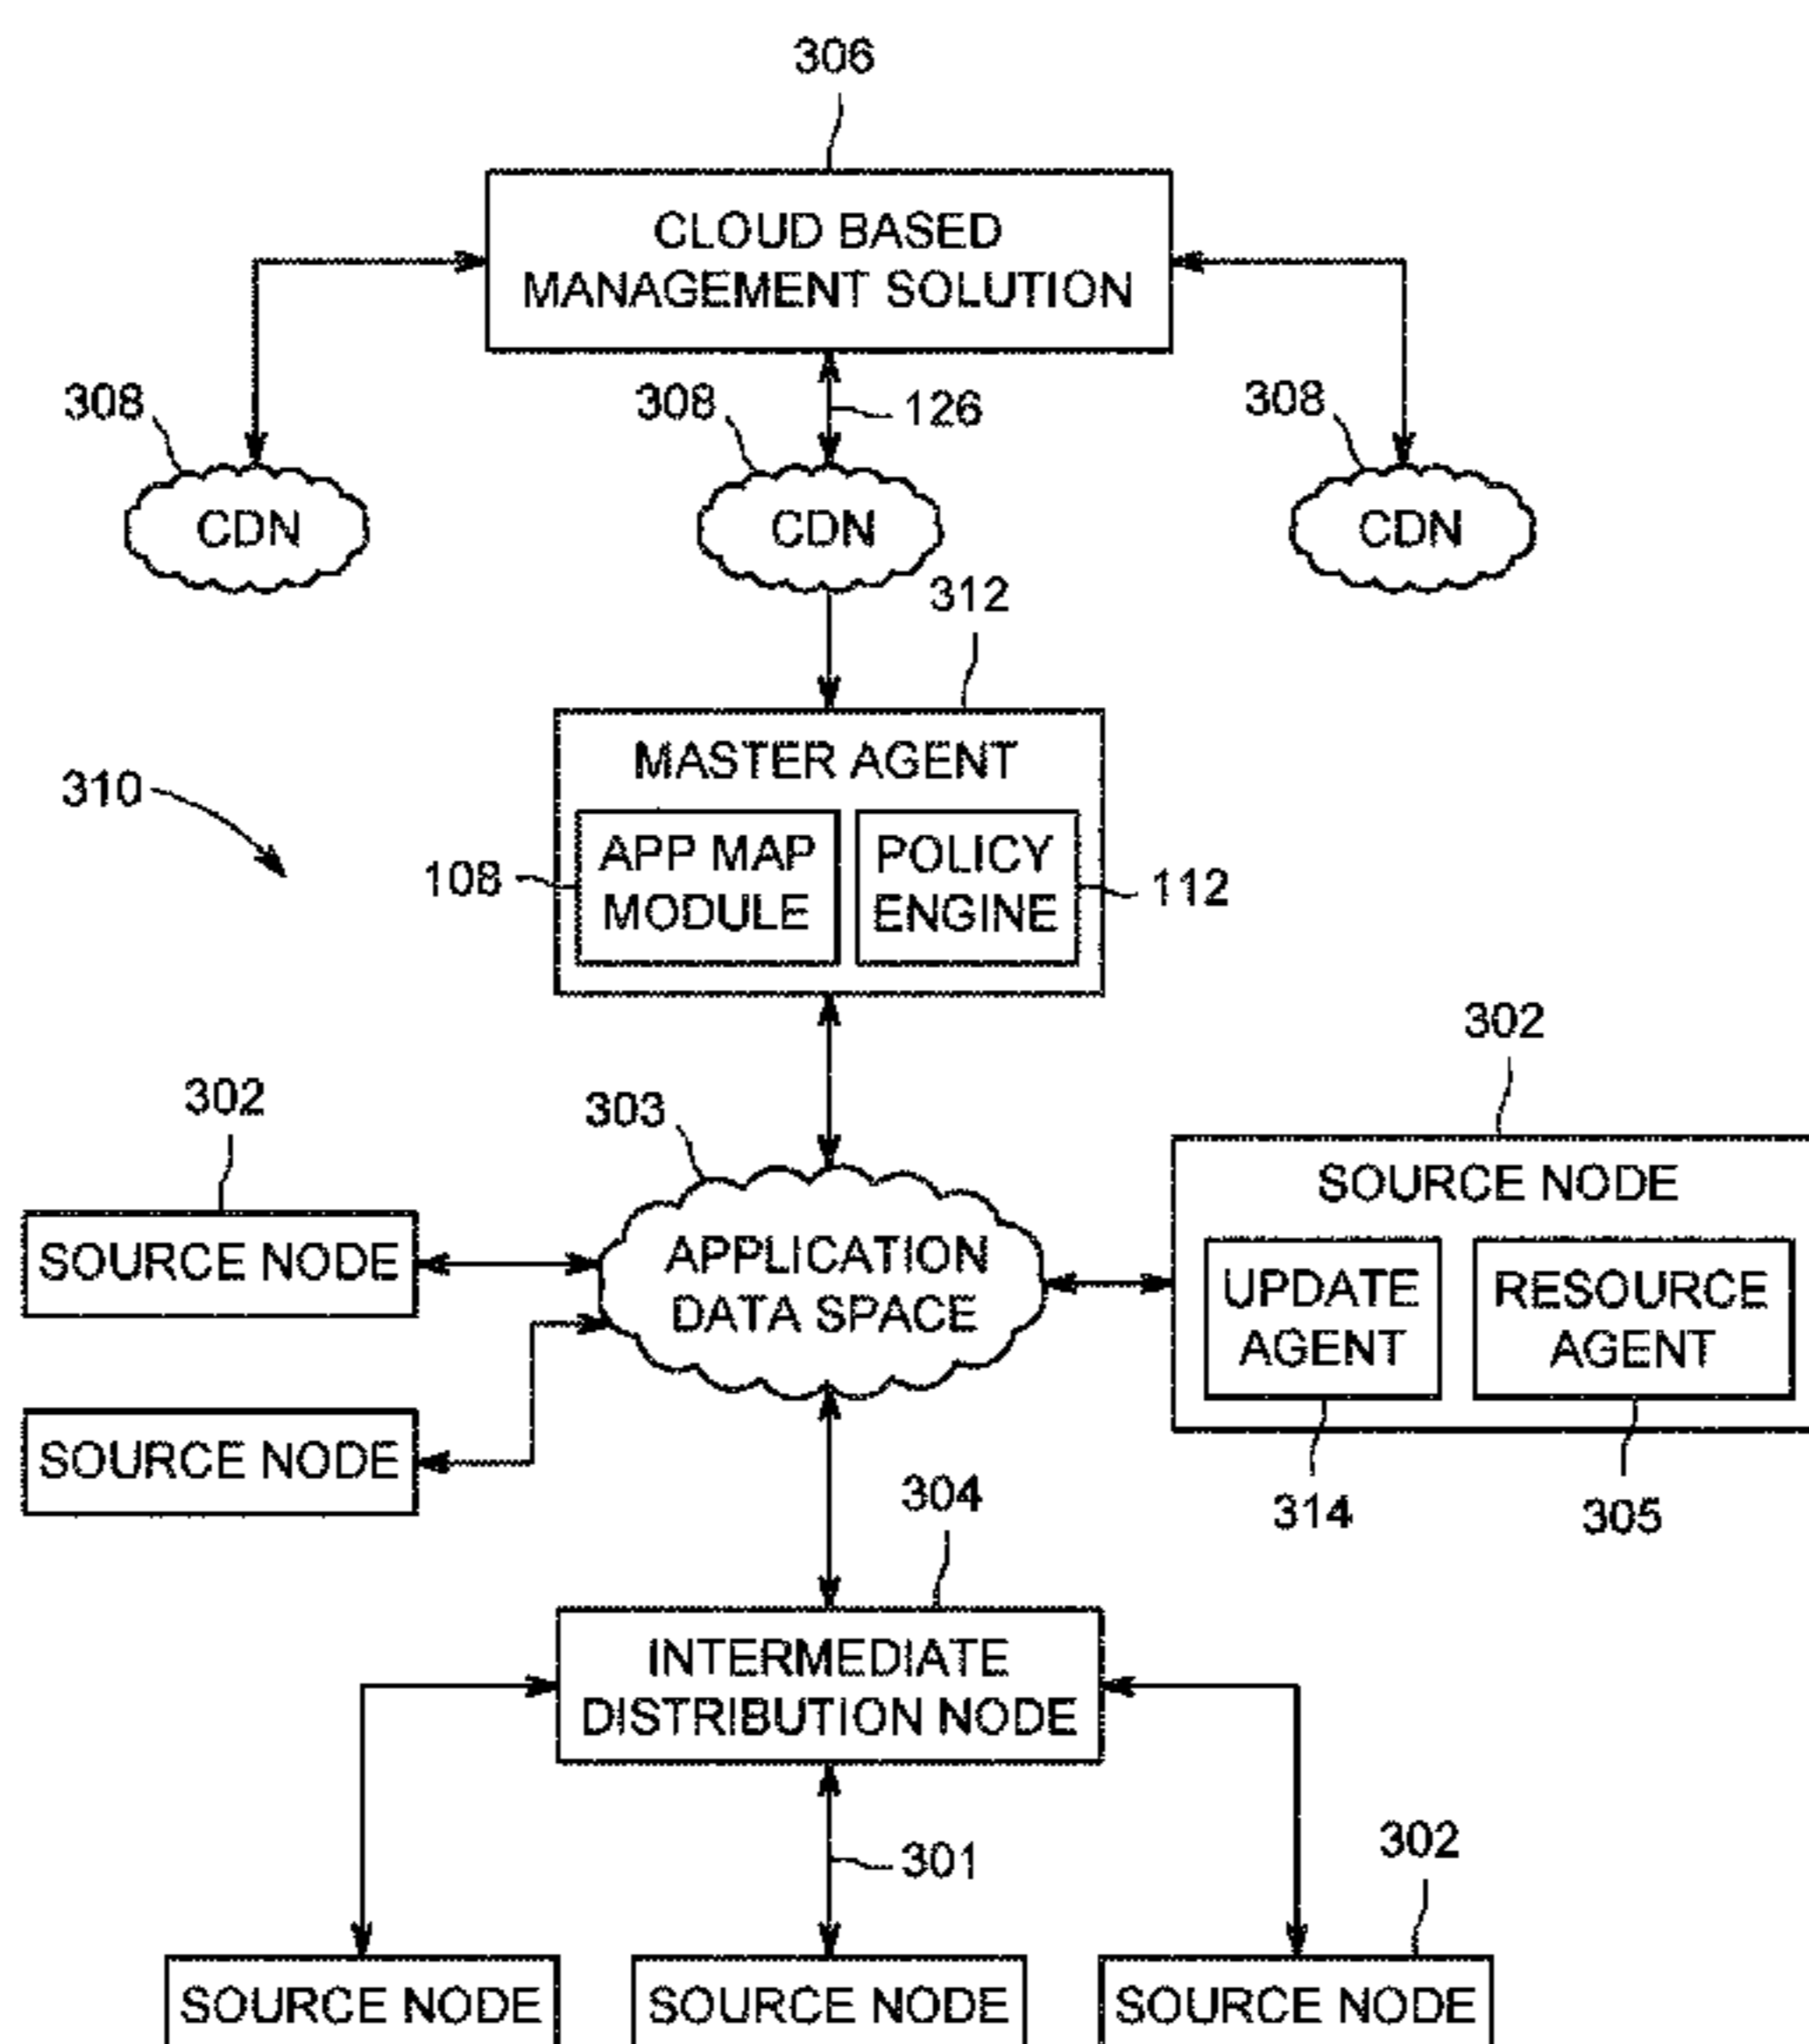 306
CLOUD BASED
MANAGEMENT SOLUTION
308
308
126
308
CDN
CDN
CDN
312
MASTER AGENT
310
108
APP MAP
MODULE
POLICY
ENGINE
112
302
302
303
SOURCE NODE
APPLICATION
DATA SPACE
SOURCE NODE
UPDATE
AGENT
RESOURCE
AGENT
SOURCE NODE
304
314
305
INTERMEDIATE
DISTRIBUTION NODE
301
302
SOURCE NODE
SOURCE NODE
SOURCE NODE